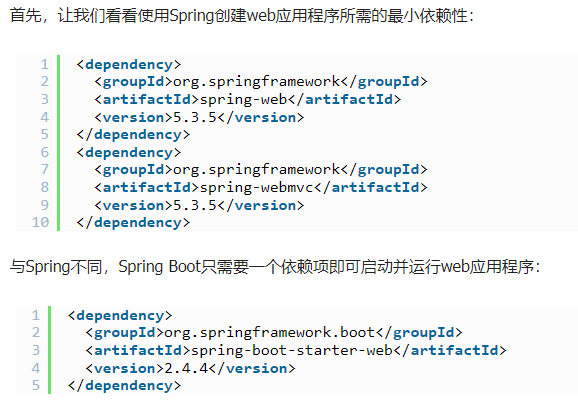 首先，让我们看看使用Spring创建web应用程序所需的最小依赖性：
1 <dependency>
2   <groupId>org.springframework</groupId>
3   <artifactId>spring-web</artifactId>
4   <version>5.3.5</version>
5 </dependency>
6 <dependency>
7   <groupId>org.springframework</groupId>
8   <artifactId>spring-webmvc</artifactId>
9   <version>5.3.5</version>
10 </dependency>
与Spring不同，Spring Boot只需要一个依赖项即可启动并运行web应用程序：
1 <dependency>
2   <groupId>org.springframework.boot</groupId>
3   <artifactId>spring-boot-starter-web</artifactId>
4   <version>2.4.4</version>
5 </dependency>